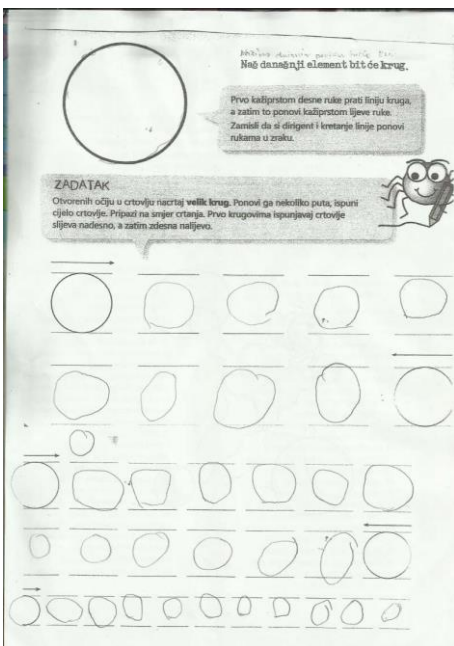 Naš današnji element bit će krug.
Prvo kažiprstom desne ruke prati liniju kruga,
a zatim to ponovi kažiprstom lijeve ruke.
Zamisli da si dirigent i kretanje linije ponovi
rukama u zraku.
ZADATAK
Otvorenih očiju u crtovlju nacrtaj velik krug. Ponovi ga nekoliko puta, ispuni
cijelo crtovlje. Pripazi na smjer crtanja. Prvo krugovima ispunjavaj crtovlje
slijeva nadesno, a zatim zdesna nalijevo.